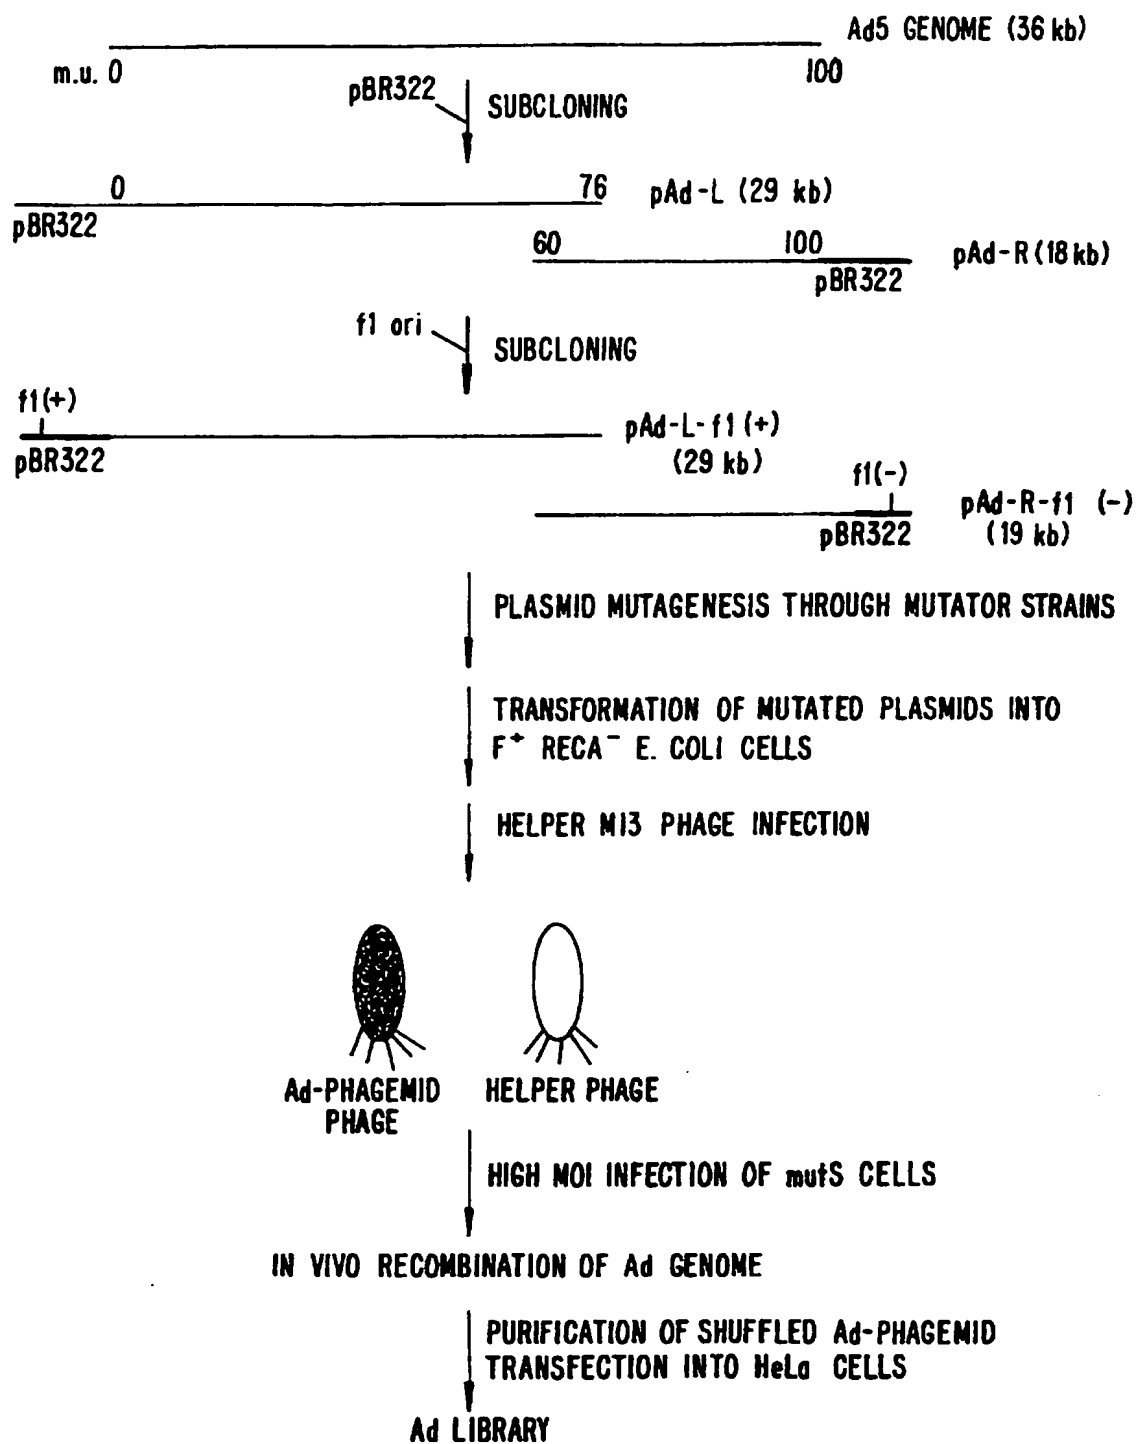 Ad5 GENOME (36 kb)
m.u. 0
100
pBR322
SUBCLONING
0
76
pAd-L (29 kb)
pBR322
60
100
pAd-R (18 kb)
pBR322
f1 ori
SUBCLONING
f1(+)
pAd-L-f1 (+)
(29 kb)
pBR322
f1(-)
pAd-R-f1 (-)
(19 kb)
pBR322
PLASMID MUTAGENESIS THROUGH MUTATOR STRAINS
TRANSFORMATION OF MUTATED PLASMIDS INTO
F⁺ RECA⁻ E. COLI CELLS
HELPER M13 PHAGE INFECTION
Ad-PHAGEMID
PHAGE
HELPER PHAGE
HIGH MOI INFECTION OF mutS CELLS
IN VIVO RECOMBINATION OF Ad GENOME
PURIFICATION OF SHUFFLED Ad-PHAGEMID
TRANSFECTION INTO HeLa CELLS
Ad LIBRARY